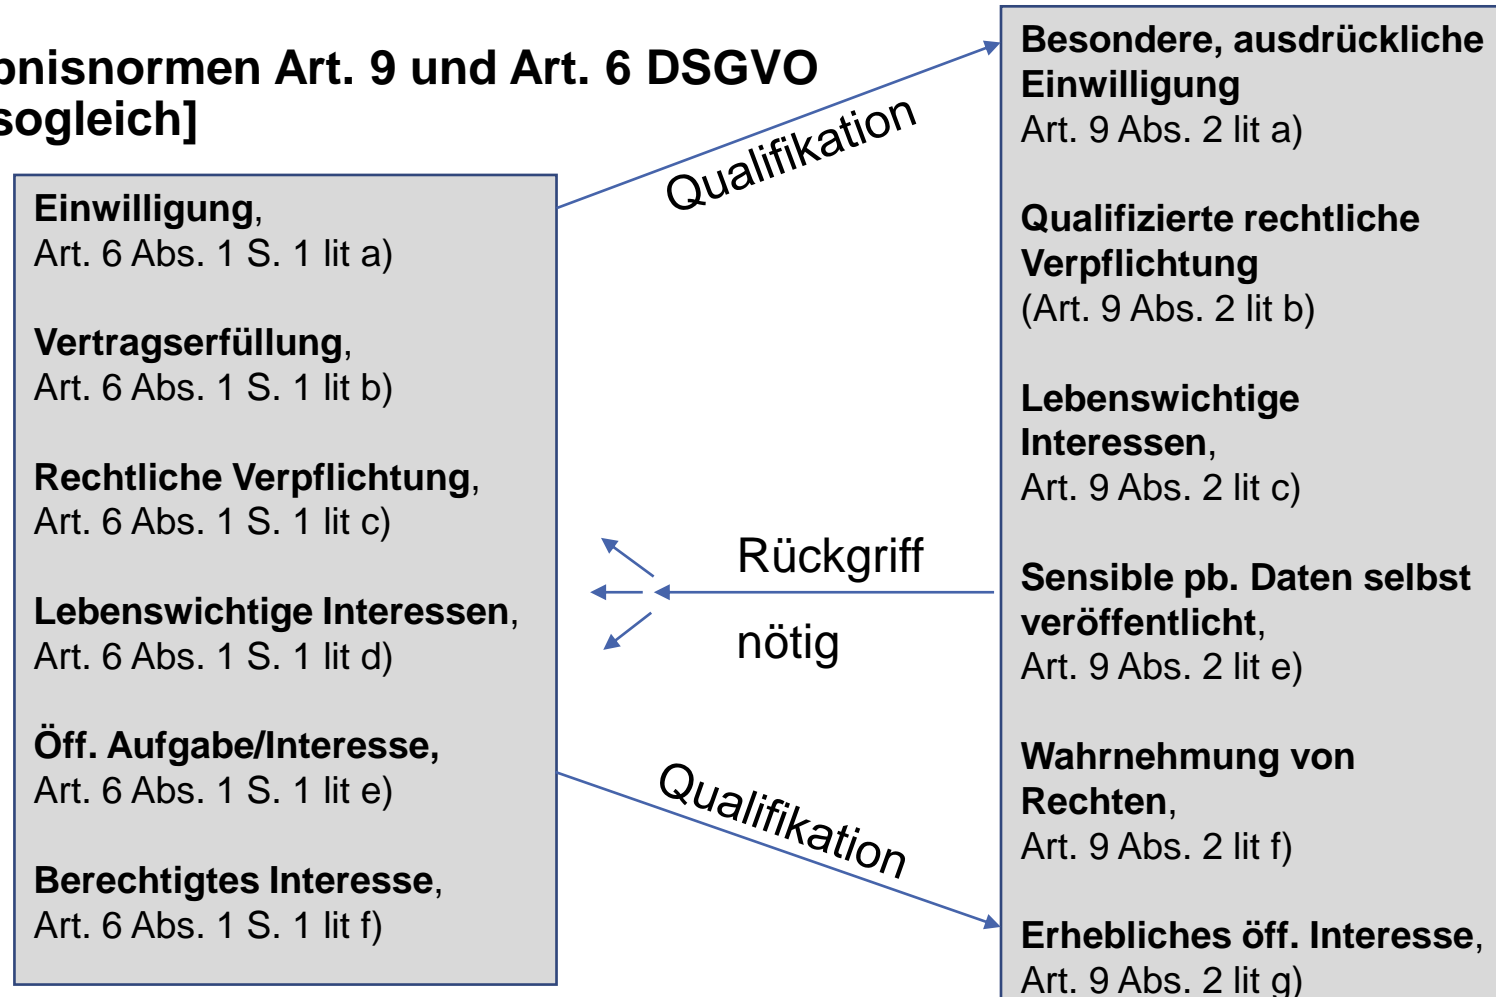 bnisnormen Art. 9 und Art. 6 DSGVO
sogleich]
Einwilligung,
Art. 6 Abs. 1 S. 1 lit a)
Vertragserfüllung,
Art. 6 Abs. 1 S. 1 lit b)
Rechtliche Verpflichtung,
Art. 6 Abs. 1 S. 1 lit c)
Lebenswichtige Interessen,
Art. 6 Abs. 1 S. 1 lit d)
Öff. Aufgabe/Interesse,
Art. 6 Abs. 1 S. 1 lit e)
Berechtigtes Interesse,
Art. 6 Abs. 1 S. 1 lit f)
Qualifikation
Rückgriff
nötig
Qualifikation
Besondere, ausdrückliche
Einwilligung
Art. 9 Abs. 2 lit a)
Qualifizierte rechtliche
Verpflichtung
(Art. 9 Abs. 2 lit b)
Lebenswichtige
Interessen,
Art. 9 Abs. 2 lit c)
Sensible pb. Daten selbst
veröffentlicht,
Art. 9 Abs. 2 lit e)
Wahrnehmung von
Rechten,
Art. 9 Abs. 2 lit f)
Erhebliches öff. Interesse,
Art. 9 Abs. 2 lit g)